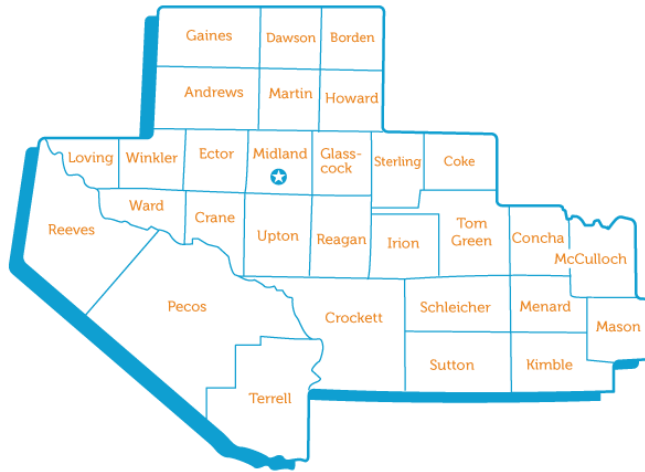 Gaines
Dawson
Borden
Andrews
Martin
Howard
Loving
Winkler
Ector
Midland
Glass-
cock
Sterling
Coke
Reeves
Ward
Crane
Upton
Reagan
Irion
Tom
Green
Concha
McCulloch
Pecos
Crockett
Schleicher
Menard
Mason
Sutton
Kimble
Terrell